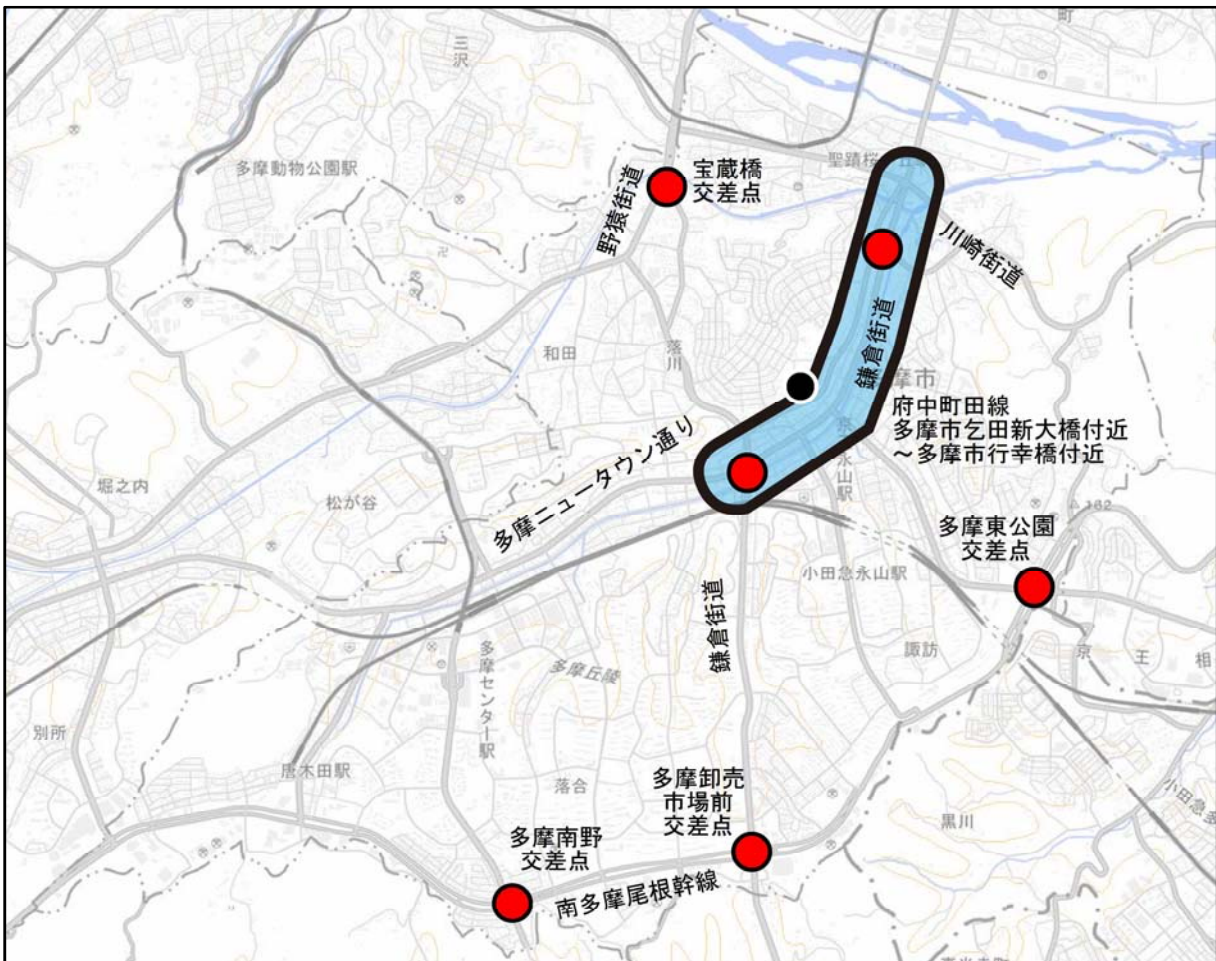 町
三沢
多摩動物公園駅
宝蔵橋
交差点
聖蹟桜
野猿街道
川崎街道
鎌倉街道
和田
落川
摩市
府中町田線
多摩市乞田新大橋付近
～多摩市行幸橋付近
永山駅
多摩ニュータウン通り
堀之内
松が谷
162
多摩東公園
交差点
小田急永山駅
鎌倉街道
諏訪
京
王
相
多摩センター駅
多摩丘陵
別所
唐木田駅
落合
多摩卸売
市場前
交差点
黒川
小田急多
多摩南野
交差点
南多摩尾根幹線